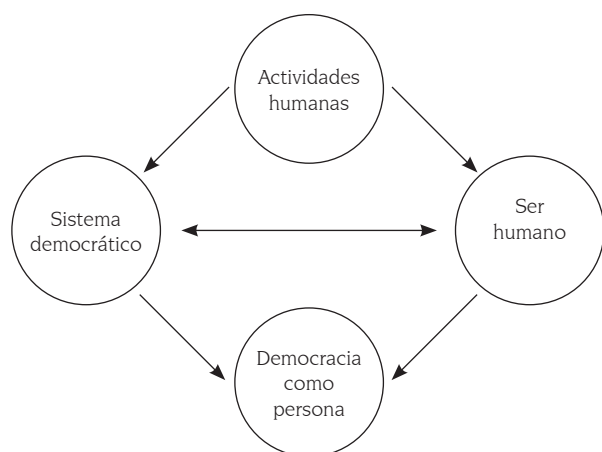 Actividades
humanas
Sistema
democrático
Ser
humano
Democracia
como
persona